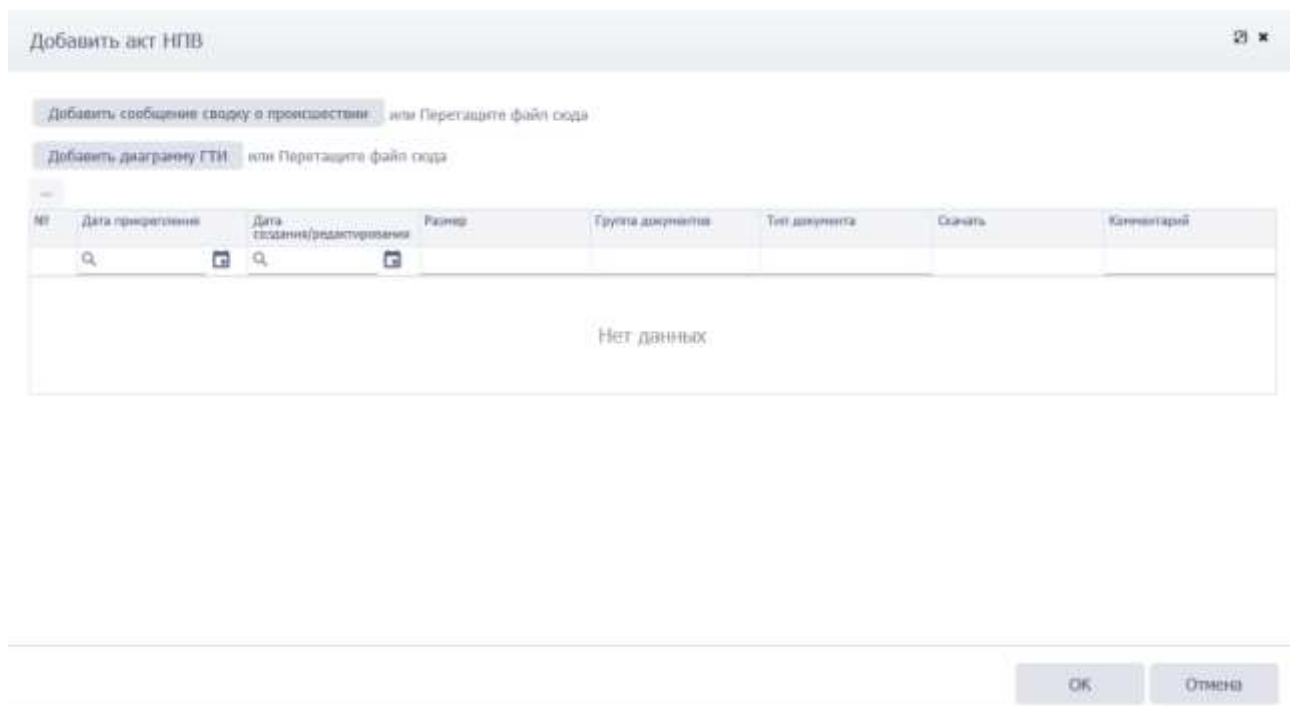 Добавить акт НПВ
Добавить сообщение сводку о происшествии или Перетащите файл сюда
Добавить диаграмму ГТИ или Перетащите файл сюда
...
№ Дата прикрепления Дата создания/редактирования Размер Группа документов Тип документа Скачать Комментарий
Нет данных
ОК Отмена